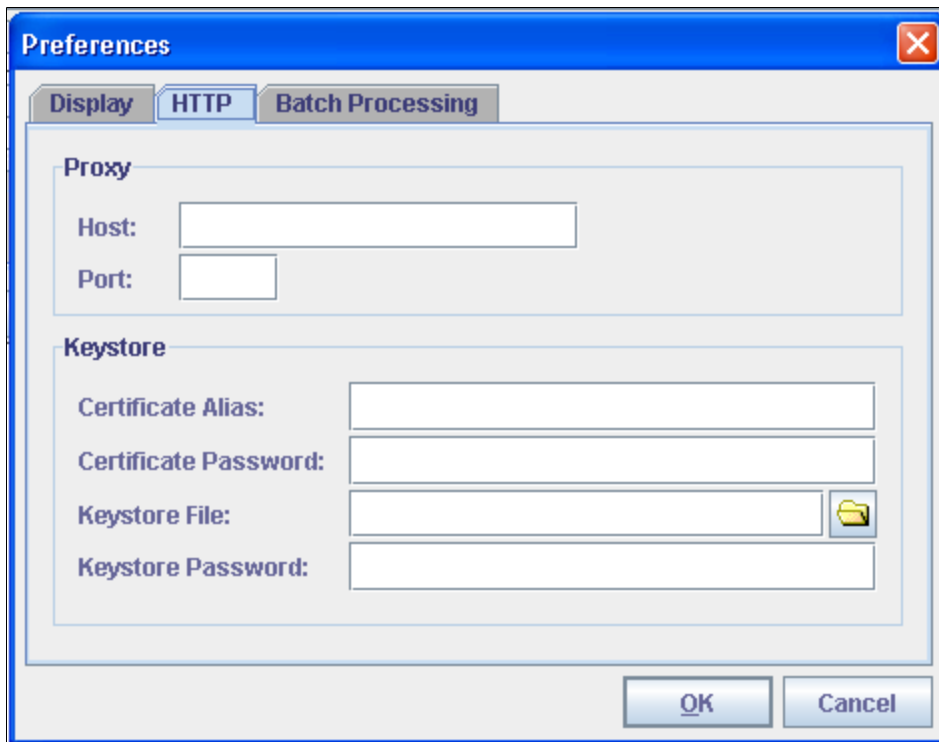 Preferences
Display HTTP Batch Processing
Proxy
Host:
Port:
Keystore
Certificate Alias:
Certificate Password:
Keystore File:
Keystore Password:
OK Cancel